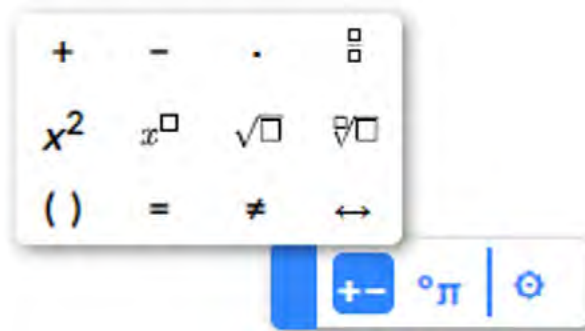 + − · □/□
x² x^□ √□ □√□
( ) = ≠ ↔
+− °π